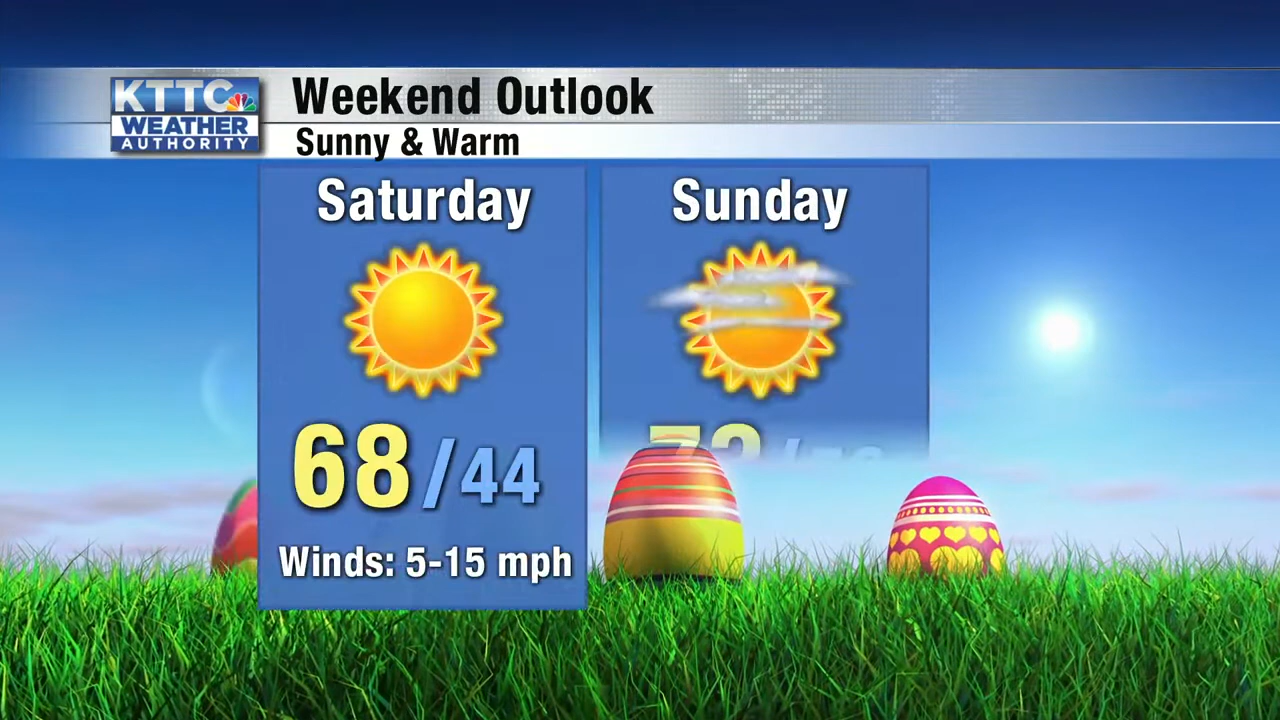 KTTC
WEATHER
AUTHORITY
Weekend Outlook
Sunny & Warm
Saturday
68/44
Winds: 5-15 mph
Sunday